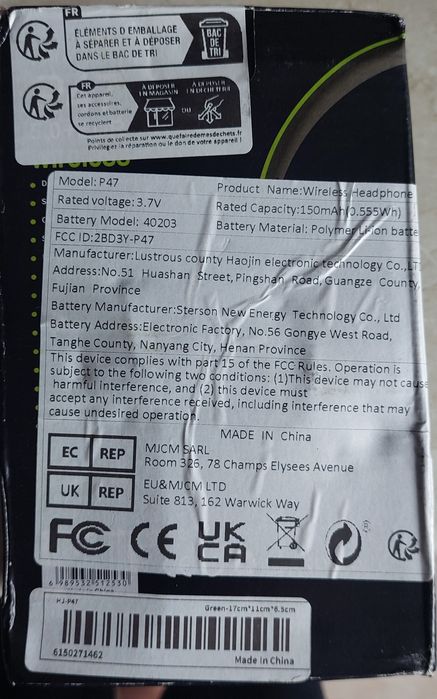 FR
ÉLÉMENTS D'EMBALLAGE
À SÉPARER ET À DÉPOSER
DANS LE BAC DE TRI
BAC
DE
TRI
FR
Cet appareil,
ses accessoires,
cordons et batterie
se recyclent
À DÉPOSER
EN MAGASIN
OU
À DÉPOSER
EN DÉCHÈTERIE
Points de collecte sur www.quefairedemesdechets.fr
Privilégiez la réparation ou le don de votre appareil !
Model: P47
Product Name:Wireless Headphone
Rated voltage: 3.7V
Rated Capacity:150mAh(0.555Wh)
Battery Model: 40203
Battery Material: Polymer Li-ion batte
FCC ID:2BD3Y-P47
Manufacturer:Lustrous county Haojin electronic technology Co.,LT
Address:No.51 Huashan Street,Pingshan Road, Guangze County
Fujian Province
Battery Manufacturer:Sterson New Energy Technology Co., Ltd
Battery Address:Electronic Factory, No.56 Gongye West Road,
Tanghe County, Nanyang City, Henan Province
This device complies with part 15 of the FCC Rules. Operation is
subject to the following two conditions: (1)This device may not cause
harmful interference, and (2) this device must
accept any interference received, including interference that may
cause undesired operation.
MADE IN China
EC REP
MJCM SARL
Room 326, 78 Champs Elysees Avenue
UK REP
EU&MJCM LTD
Suite 813, 162 Warwick Way
FC CE UK
CA
6 989532 512530
HJ-P47
Green-17cm*11cm*6.5cm
6150271462
Made In China